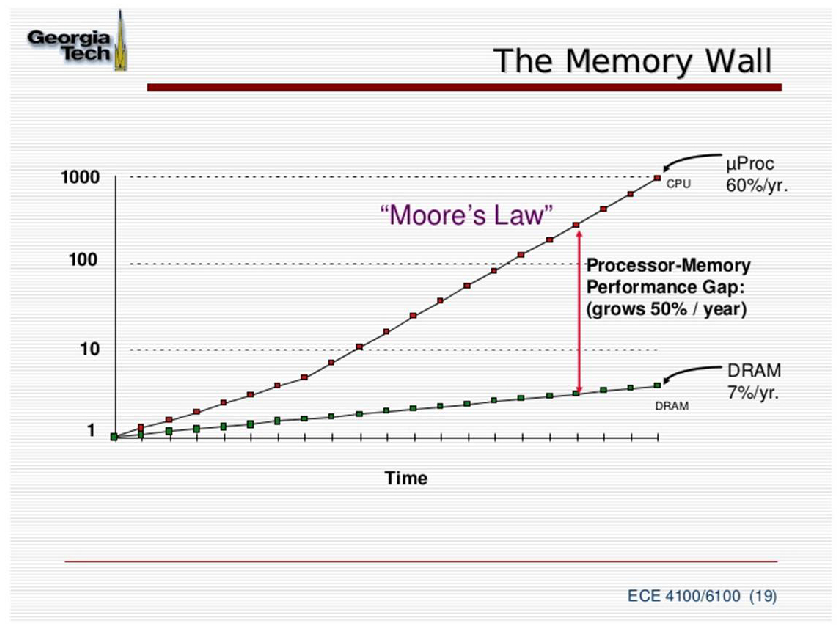 Georgia
Tech
The Memory Wall
1000
100
10
1
“Moore’s Law”
CPU
µProc
60%/yr.
Processor-Memory
Performance Gap:
(grows 50% / year)
DRAM
7%/yr.
DRAM
Time
ECE 4100/6100 (19)